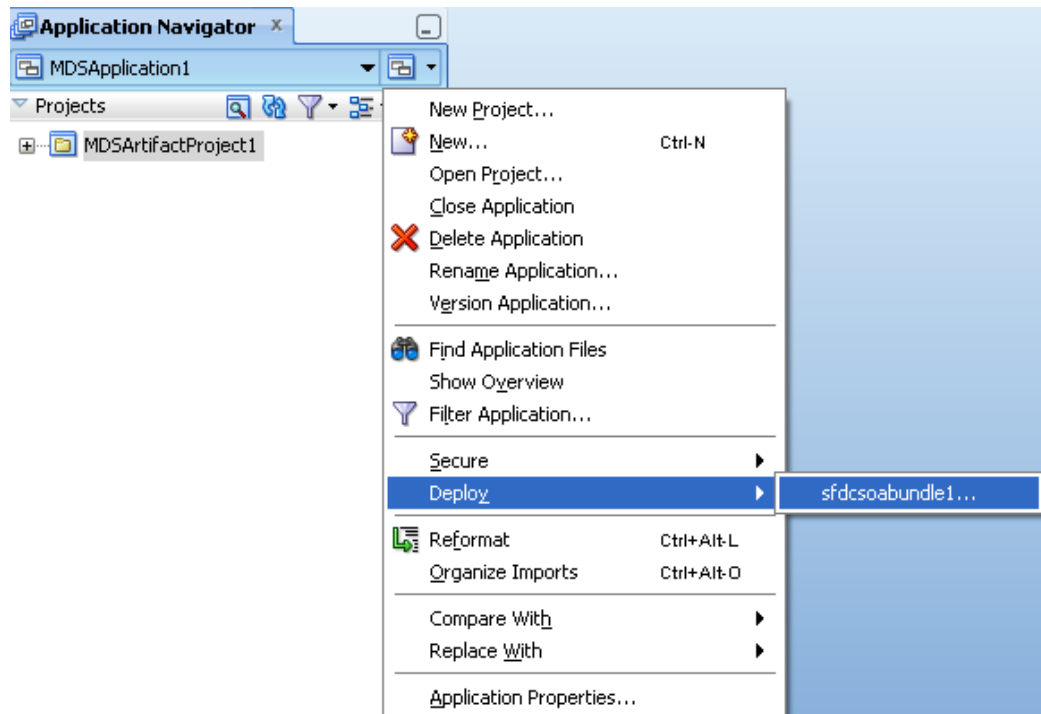 Application Navigator
MDSApplication1
Projects
MDSArtifactProject1
New Project...
New... Ctrl-N
Open Project...
Close Application
Delete Application
Rename Application...
Version Application...
Find Application Files
Show Overview
Filter Application...
Secure
Deploy sfdcsoabundle1...
Reformat Ctrl+Alt-L
Organize Imports Ctrl+Alt-O
Compare With
Replace With
Application Properties...